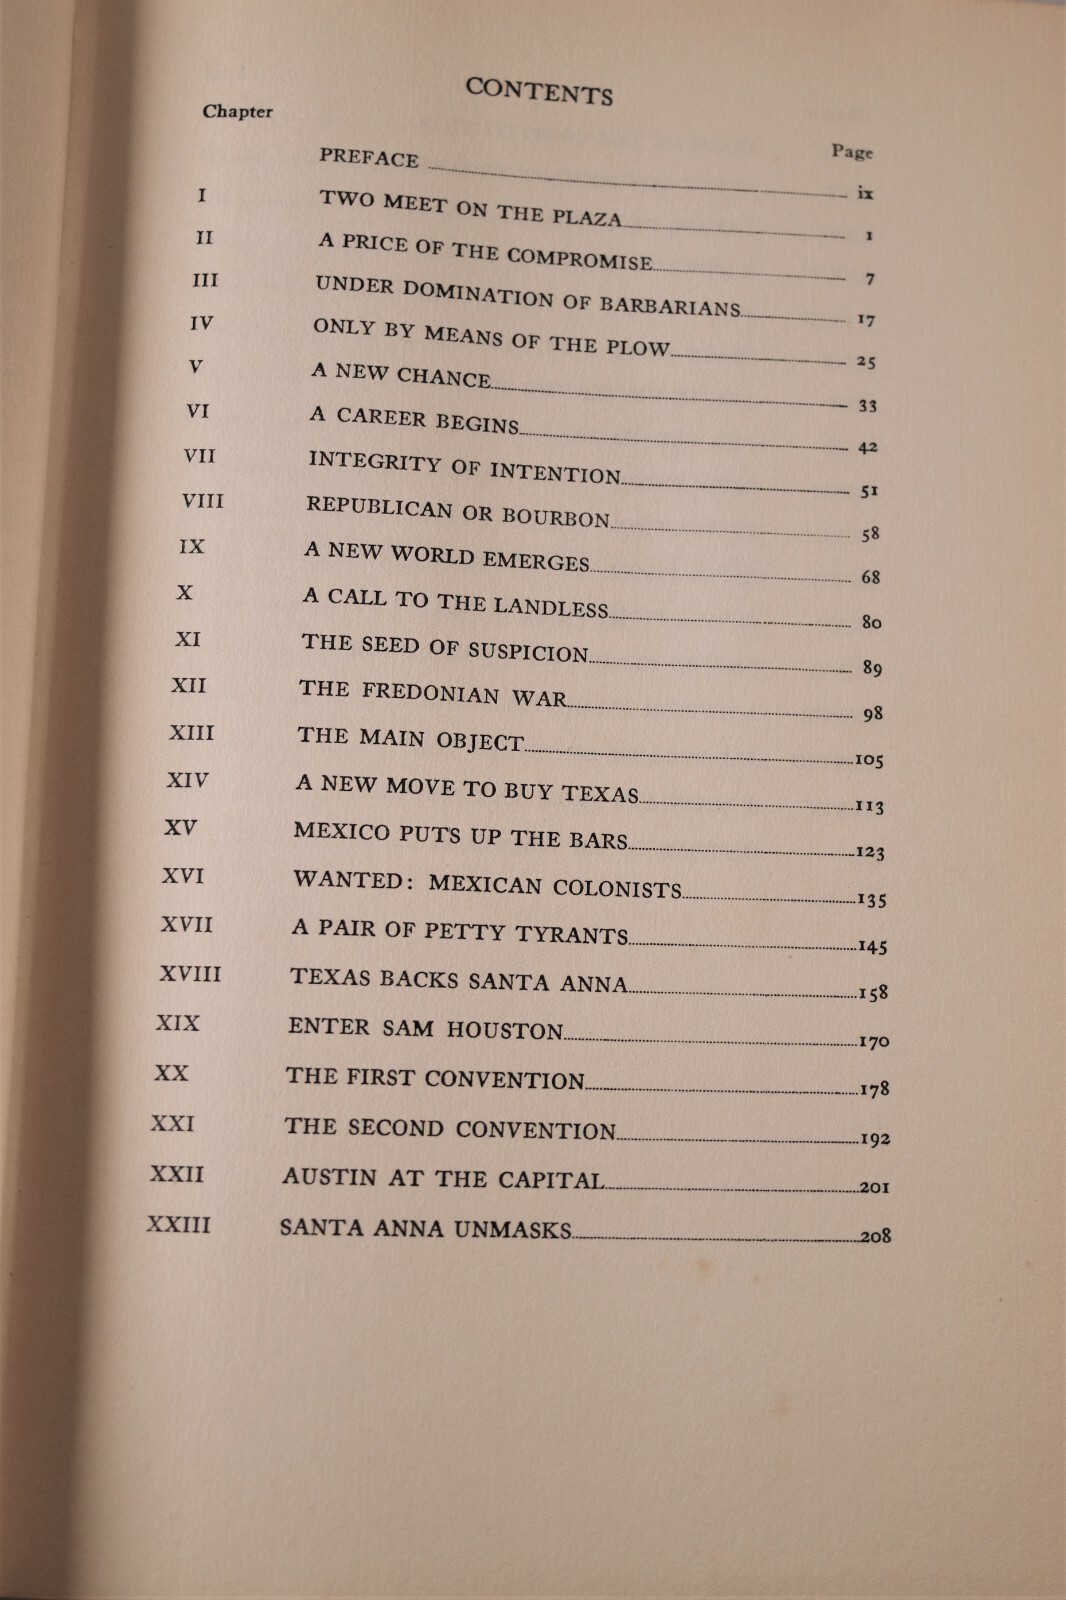 CONTENTS
Chapter Page
PREFACE ix
I TWO MEET ON THE PLAZA 1
II A PRICE OF THE COMPROMISE 7
III UNDER DOMINATION OF BARBARIANS 17
IV ONLY BY MEANS OF THE PLOW 25
V A NEW CHANCE 33
VI A CAREER BEGINS 42
VII INTEGRITY OF INTENTION 51
VIII REPUBLICAN OR BOURBON 58
IX A NEW WORLD EMERGES 68
X A CALL TO THE LANDLESS 80
XI THE SEED OF SUSPICION 89
XII THE FREDONIAN WAR 98
XIII THE MAIN OBJECT 105
XIV A NEW MOVE TO BUY TEXAS 113
XV MEXICO PUTS UP THE BARS 123
XVI WANTED: MEXICAN COLONISTS 135
XVII A PAIR OF PETTY TYRANTS 145
XVIII TEXAS BACKS SANTA ANNA 158
XIX ENTER SAM HOUSTON 170
XX THE FIRST CONVENTION 178
XXI THE SECOND CONVENTION 192
XXII AUSTIN AT THE CAPITAL 201
XXIII SANTA ANNA UNMASKS 208